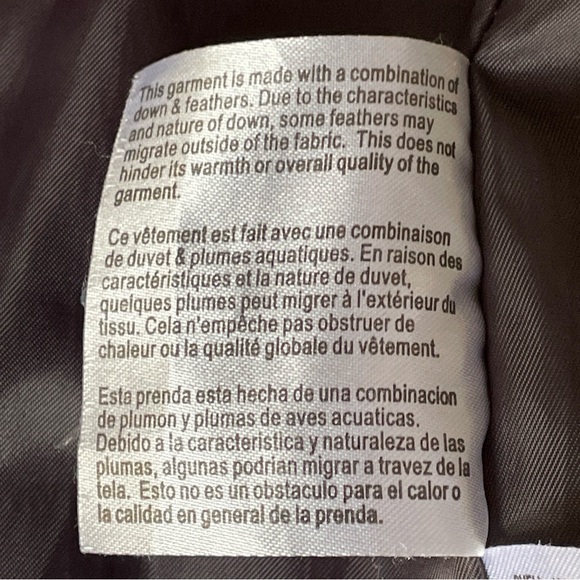 This garment is made with a combination of
down & feathers. Due to the characteristics
and nature of down, some feathers may
migrate outside of the fabric. This does not
hinder its warmth or overall quality of the
garment.
Ce vêtement est fait avec une combinaison
de duvet & plumes aquatiques. En raison des
caractéristiques et la nature de duvet,
quelques plumes peut migrer à l'extérieur du
tissu. Cela n'empêche pas obstruer de
chaleur ou la qualité globale du vêtement.
Esta prenda esta hecha de una combinacion
de plumon y plumas de aves acuaticas.
Debido a la caracteristica y naturaleza de las
plumas, algunas podrian migrar a travez de la
tela. Esto no es un obstaculo para el calor o
la calidad en general de la prenda.